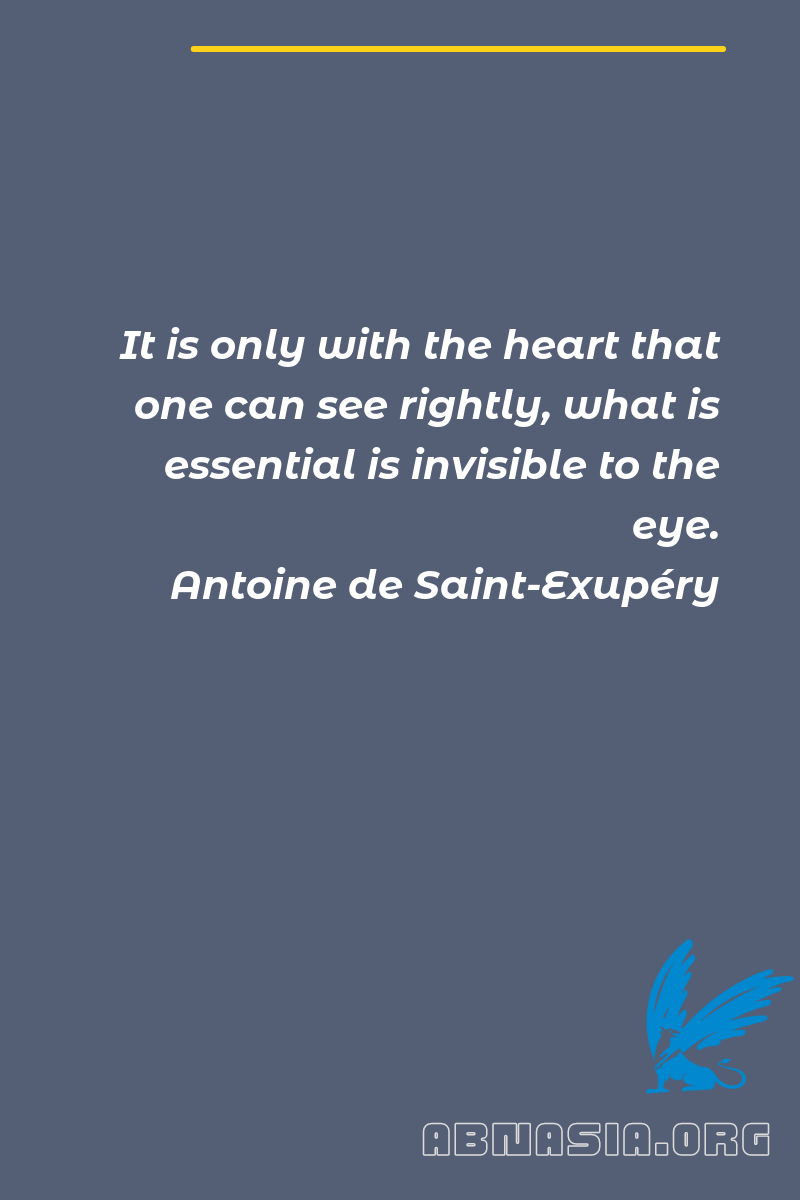 It is only with the heart that
one can see rightly, what is
essential is invisible to the
eye.
Antoine de Saint-Exupéry
ABNASIA.ORG